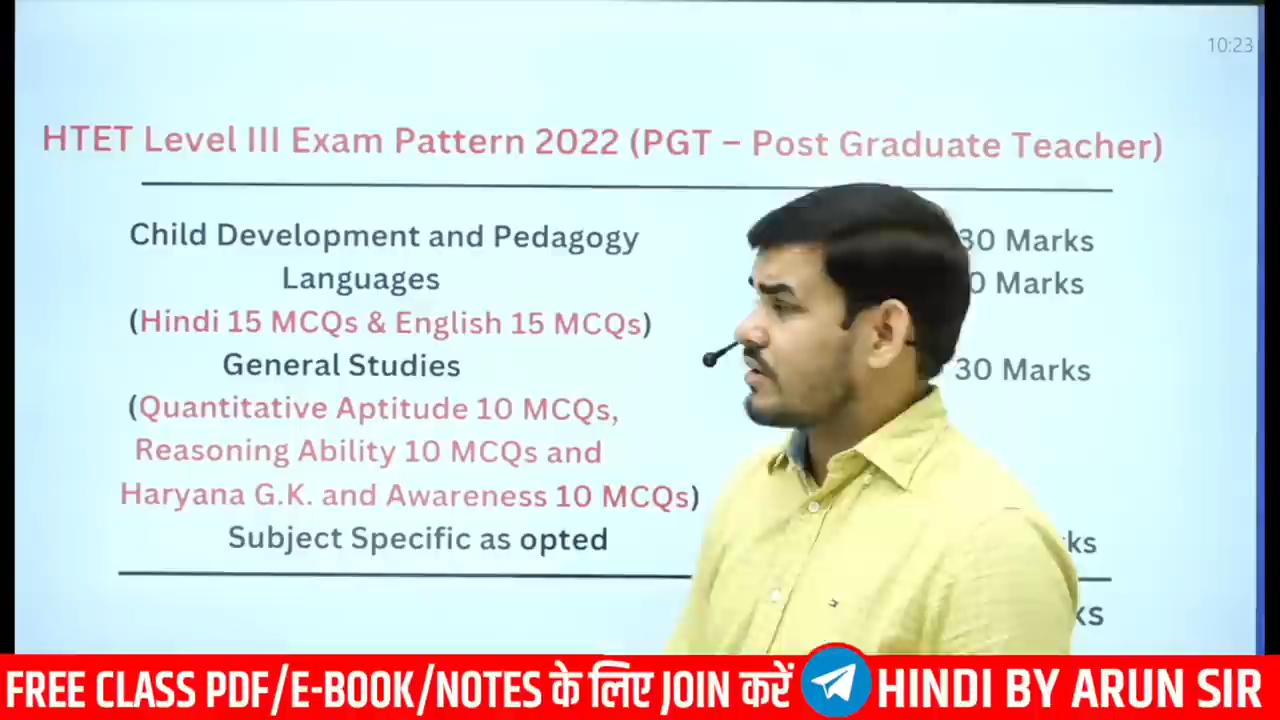 10:23
HTET Level III Exam Pattern 2022 (PGT – Post Graduate Teacher)
Child Development and Pedagogy 30 Marks
Languages Marks
(Hindi 15 MCQs & English 15 MCQs)
General Studies 30 Marks
(Quantitative Aptitude 10 MCQs,
Reasoning Ability 10 MCQs and
Haryana G.K. and Awareness 10 MCQs)
Subject Specific as opted
FREE CLASS PDF/E-BOOK/NOTES के लिए JOIN करें HINDI BY ARUN SIR